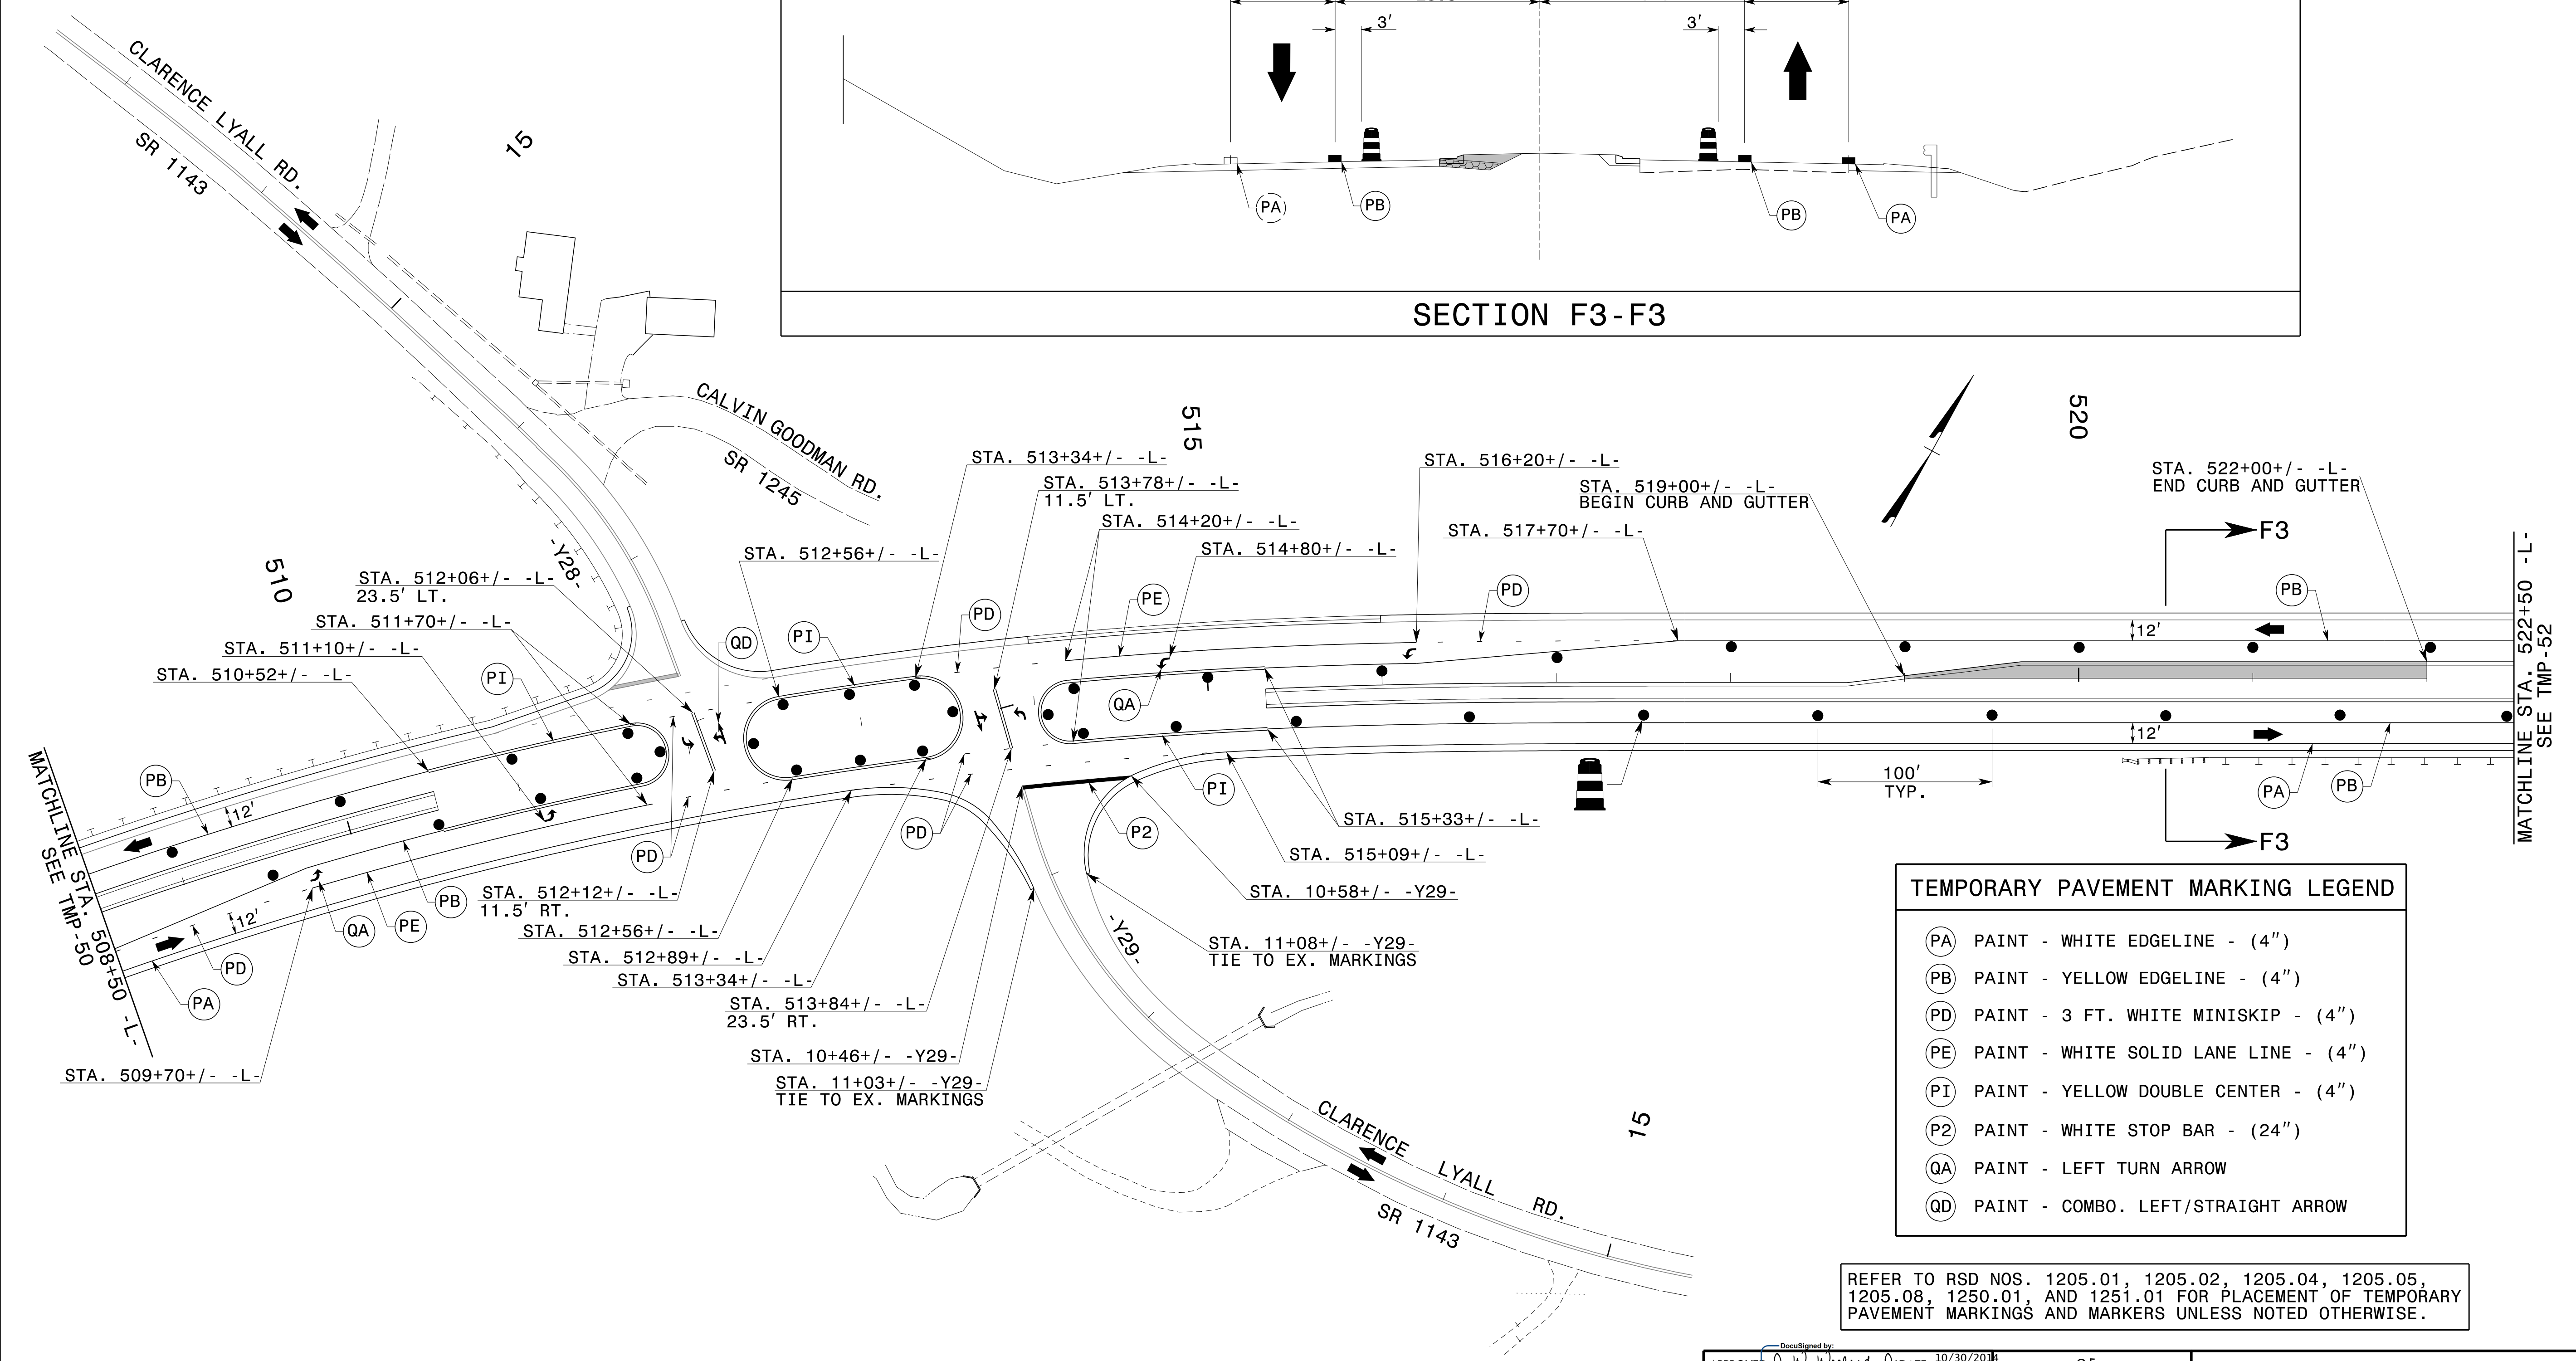 3'
3'
PA
PB
PB
PA
SECTION F3-F3
CLARENCE LYALL RD.
SR 1143
15
CALVIN GOODMAN RD.
SR 1245
-Y28-
510
515
520
STA. 513+34+/- -L-
STA. 513+78+/- -L-
11.5' LT.
STA. 514+20+/- -L-
STA. 514+80+/- -L-
STA. 512+56+/- -L-
STA. 516+20+/- -L-
STA. 519+00+/- -L-
BEGIN CURB AND GUTTER
STA. 517+70+/- -L-
STA. 522+00+/- -L-
END CURB AND GUTTER
F3
STA. 512+06+/- -L-
23.5' LT.
STA. 511+70+/- -L-
STA. 511+10+/- -L-
STA. 510+52+/- -L-
PI
QD
PI
PD
PE
PD
PB
QA
12'
12'
MATCHLINE STA. 522+50 -L-
SEE TMP-52
PB
12'
12'
MATCHLINE STA. 508+50 -L-
SEE TMP-50
PD
PA
QA
PE
PB
PD
PD
P2
PI
100'
TYP.
PA
PB
F3
STA. 515+33+/- -L-
STA. 515+09+/- -L-
STA. 10+58+/- -Y29-
STA. 512+12+/- -L-
11.5' RT.
STA. 512+56+/- -L-
STA. 512+89+/- -L-
STA. 513+34+/- -L-
STA. 513+84+/- -L-
23.5' RT.
STA. 10+46+/- -Y29-
STA. 11+03+/- -Y29-
TIE TO EX. MARKINGS
STA. 509+70+/- -L-
-Y29-
STA. 11+08+/- -Y29-
TIE TO EX. MARKINGS
CLARENCE LYALL RD.
SR 1143
15
TEMPORARY PAVEMENT MARKING LEGEND
PA PAINT - WHITE EDGELINE - (4")
PB PAINT - YELLOW EDGELINE - (4")
PD PAINT - 3 FT. WHITE MINISKIP - (4")
PE PAINT - WHITE SOLID LANE LINE - (4")
PI PAINT - YELLOW DOUBLE CENTER - (4")
P2 PAINT - WHITE STOP BAR - (24")
QA PAINT - LEFT TURN ARROW
QD PAINT - COMBO. LEFT/STRAIGHT ARROW
REFER TO RSD NOS. 1205.01, 1205.02, 1205.04, 1205.05,
1205.08, 1250.01, AND 1251.01 FOR PLACEMENT OF TEMPORARY
PAVEMENT MARKINGS AND MARKERS UNLESS NOTED OTHERWISE.
DocuSigned by:
10/30/2014